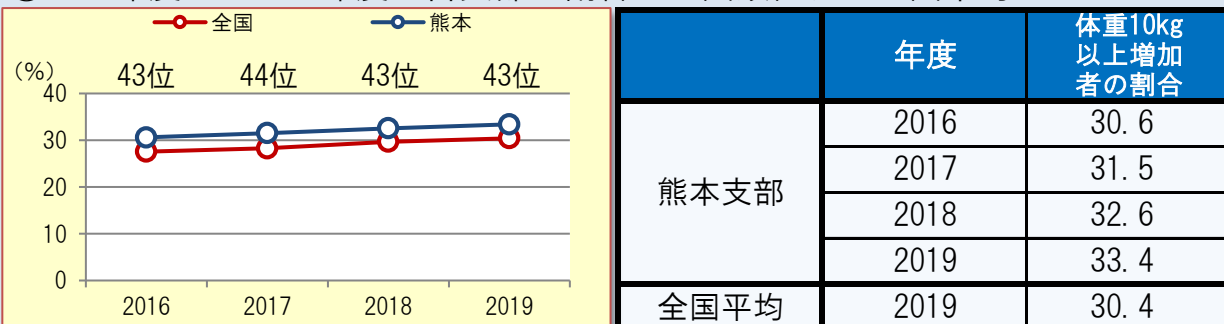 全国 熊本
(%) 43位 44位 43位 43位
40
30
20
10
0
2016 2017 2018 2019
年度 体重10kg
以上増加
者の割合
熊本支部
2016 30.6
2017 31.5
2018 32.6
2019 33.4
全国平均 2019 30.4